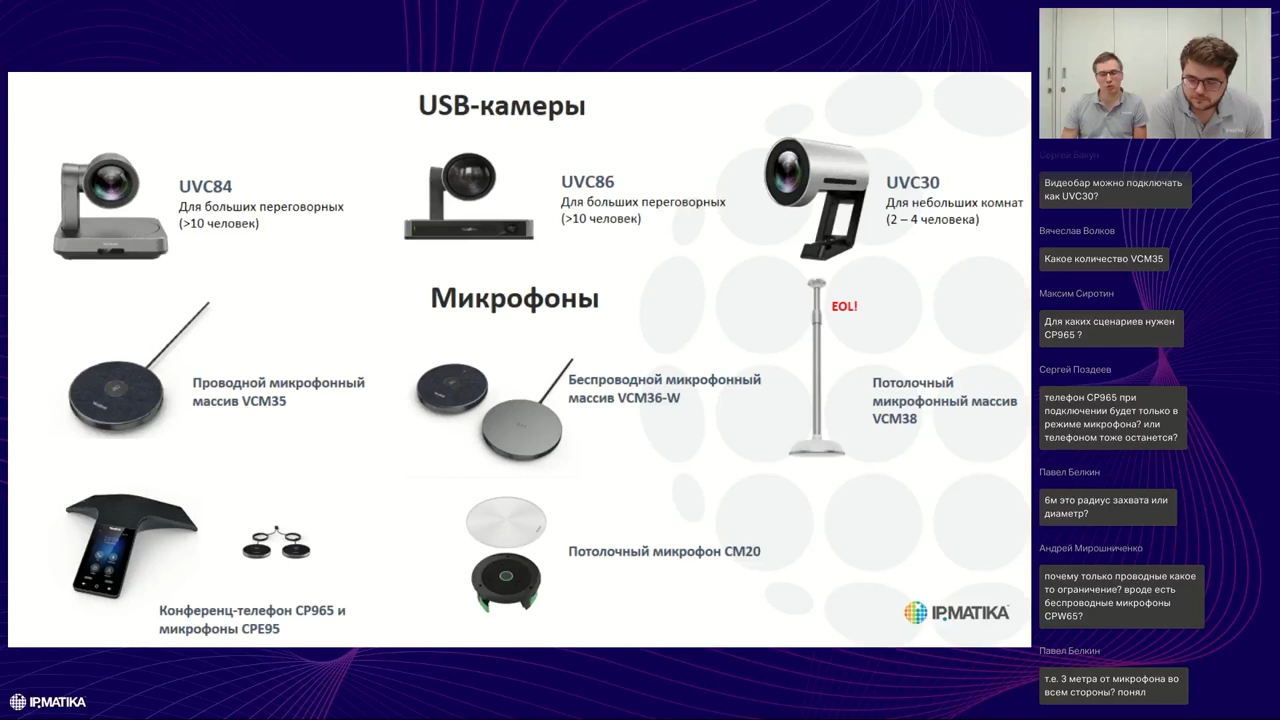 USB-камеры
UVC84
Для больших переговорных
(>10 человек)
UVC86
Для больших переговорных
(>10 человек)
UVC30
Для небольших комнат
(2 – 4 человека)
Микрофоны
EOL!
Проводной микрофонный
массив VCM35
Беспроводной микрофонный
массив VCM36-W
Потолочный
микрофонный массив
VCM38
Конференц-телефон CP965 и
микрофоны CPE95
Потолочный микрофон CM20
IPMATIKA
IPMATIKA
Сергей Бакун
Видеобар можно подключать
как UVC30?
Вячеслав Волков
Какое количество VCM35
Максим Сиротин
Для каких сценариев нужен
CP965 ?
Сергей Поздеев
телефон CP965 при
подключении будет только в
режиме микрофона? или
телефоном тоже останется?
Павел Белкин
6м это радиус захвата или
диаметр?
Андрей Мирошниченко
почему только проводные какое
то ограничение? вроде есть
беспроводные микрофоны
CPW65?
Павел Белкин
т.е. 3 метра от микрофона во
всем стороны? понял